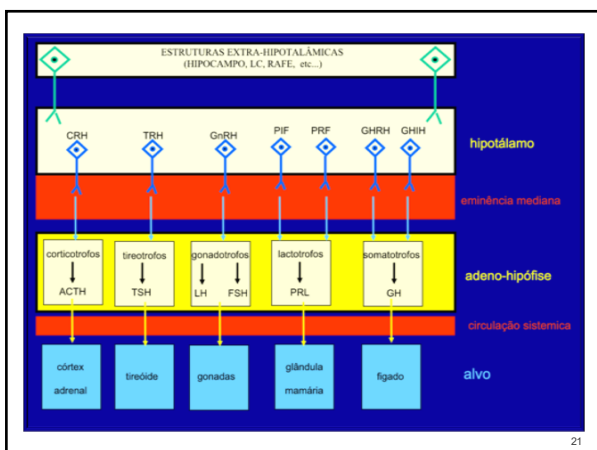 ESTRUTURAS EXTRA-HIPOTALÂMICAS
(HIPOCAMPO, LC, RAFE, etc...)
CRH TRH GnRH PIF PRF GHRH GHIH
hipotálamo
eminência mediana
corticotrofos tireotrofos gonadotrofos lactotrofos somatotrofos
ACTH TSH LH FSH PRL GH
adeno-hipófise
circulação sistemica
córtex
adrenal
tireóide
gonadas
glândula
mamária
figado
alvo
21